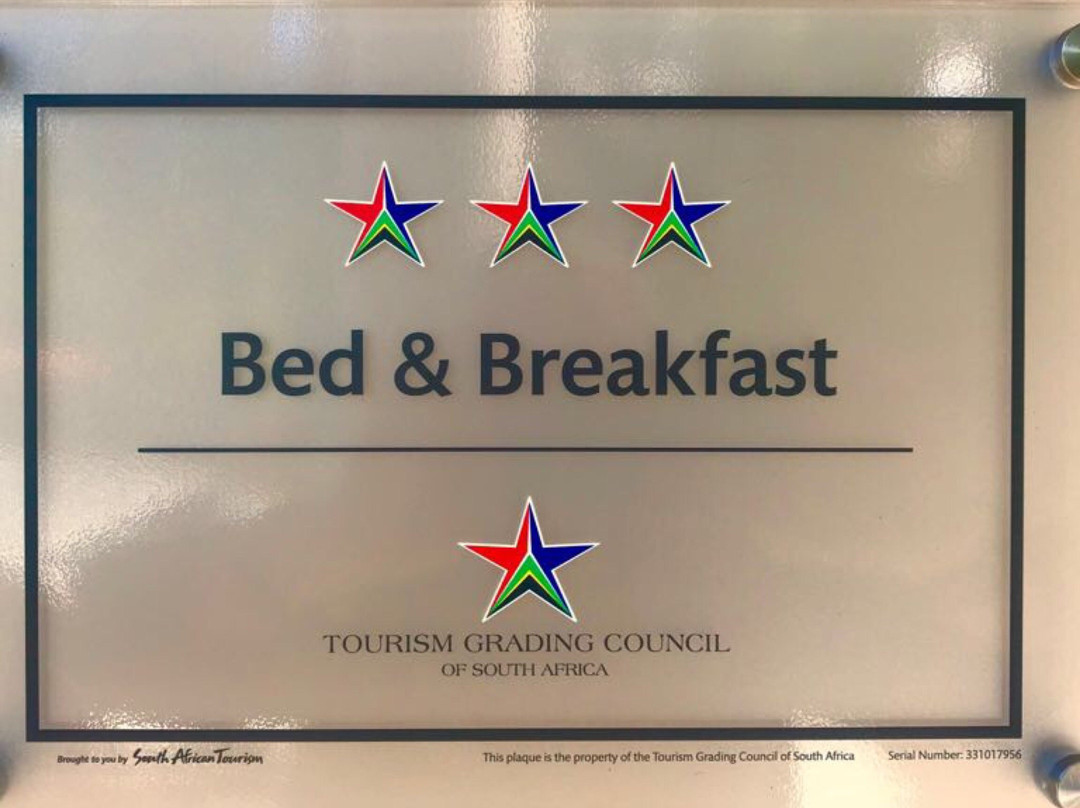 Bed & Breakfast
TOURISM GRADING COUNCIL
OF SOUTH AFRICA
Brought to you by South African Tourism
This plaque is the property of the Tourism Grading Council of South Africa
Serial Number: 331017956